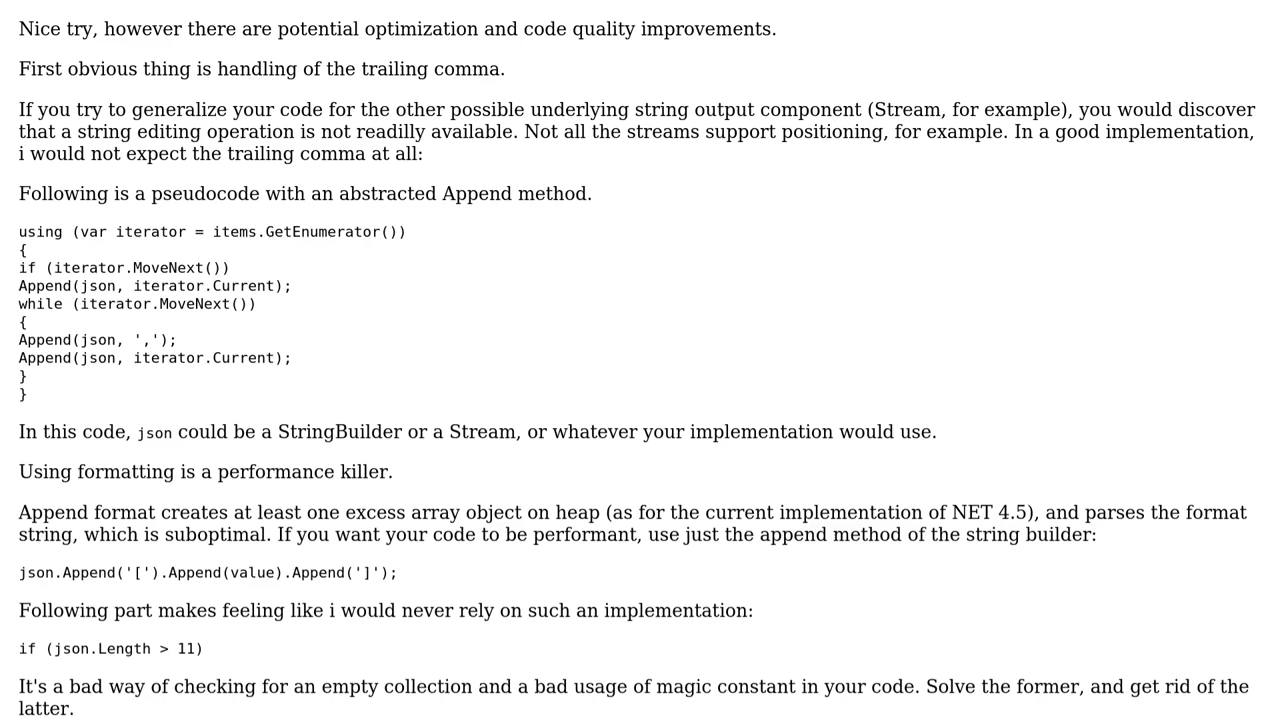 Nice try, however there are potential optimization and code quality improvements.
First obvious thing is handling of the trailing comma.
If you try to generalize your code for the other possible underlying string output component (Stream, for example), you would discover
that a string editing operation is not readilly available. Not all the streams support positioning, for example. In a good implementation,
i would not expect the trailing comma at all:
Following is a pseudocode with an abstracted Append method.
using (var iterator = items.GetEnumerator())
{
if (iterator.MoveNext())
Append(json, iterator.Current);
while (iterator.MoveNext())
{
Append(json, ',');
Append(json, iterator.Current);
}
}
In this code, json could be a StringBuilder or a Stream, or whatever your implementation would use.
Using formatting is a performance killer.
Append format creates at least one excess array object on heap (as for the current implementation of NET 4.5), and parses the format
string, which is suboptimal. If you want your code to be performant, use just the append method of the string builder:
json.Append('[').Append(value).Append(']');
Following part makes feeling like i would never rely on such an implementation:
if (json.Length > 11)
It's a bad way of checking for an empty collection and a bad usage of magic constant in your code. Solve the former, and get rid of the
latter.